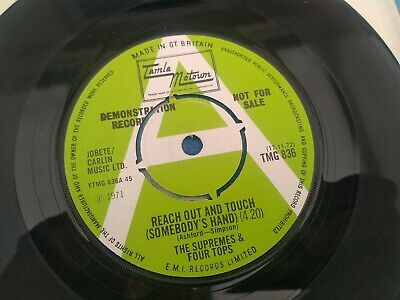 MADE IN GT BRITAIN
UNAUTHORISED PUBLIC PERFORMANCE BROADCASTING AND COPYING OF THIS RECORD PROHIBITED
ALL RIGHTS OF THE MANUFACTURER AND OF THE OWNER OF THE RECORDED WORK RESERVED
Tamla Motown
DEMONSTRATION
RECORD
NOT FOR
SALE
A
JOBETE/
CARLIN
MUSIC LTD.
YTMG 836A 45
℗ 1971
(17.11.72)
TMG 836
REACH OUT AND TOUCH
(SOMEBODY'S HAND) (4.20)
(Ashford—Simpson)
THE SUPREMES &
FOUR TOPS
E.M.I. RECORDS LIMITED